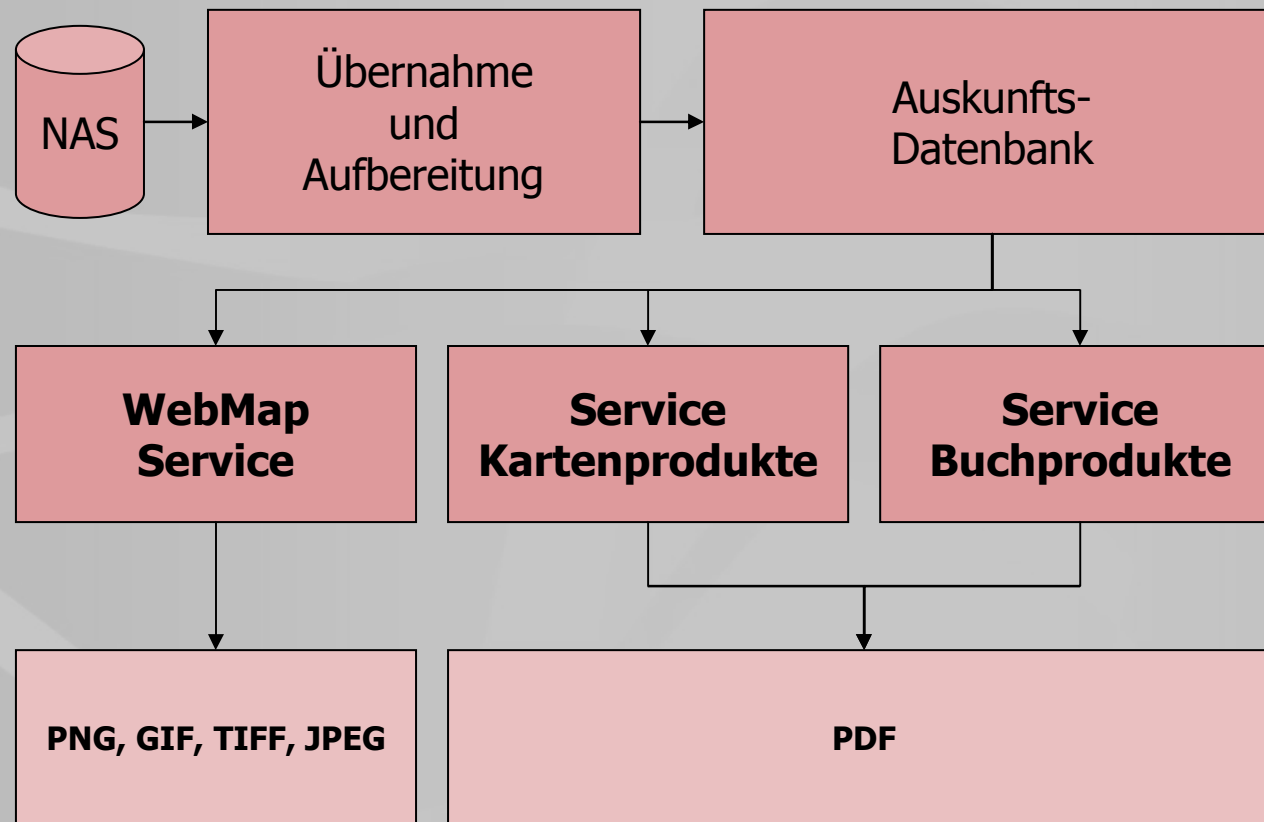 NAS
Übernahme
und
Aufbereitung
Auskunfts-
Datenbank
WebMap
Service
Service
Kartenprodukte
Service
Buchprodukte
PNG, GIF, TIFF, JPEG
PDF